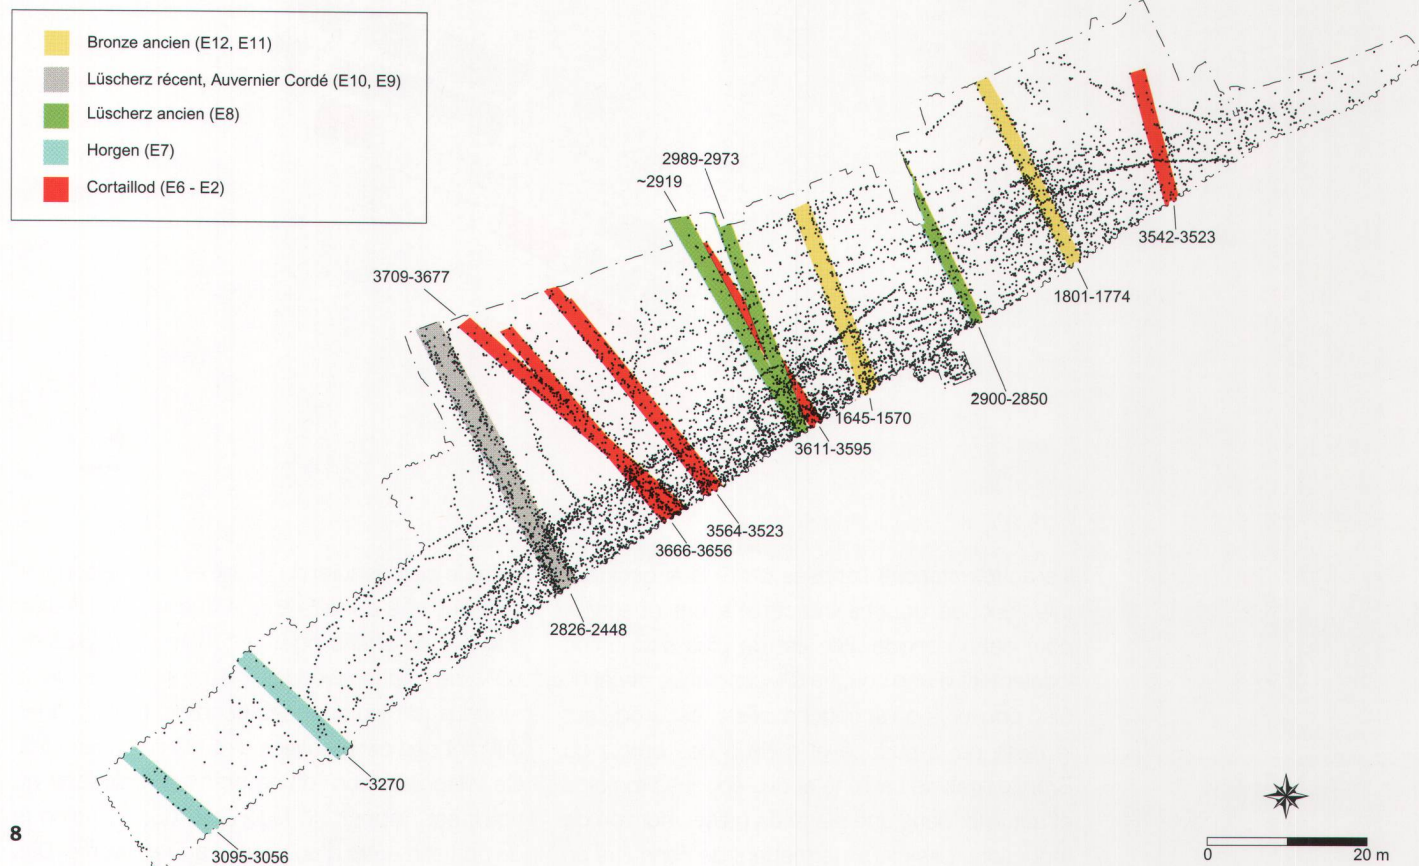 Bronze ancien (E12, E11)
Lüscherz récent, Auvernier Cordé (E10, E9)
Lüscherz ancien (E8)
Horgen (E7)
Cortaillod (E6 - E2)
2989-2973
~2919
3709-3677
3542-3523
1801-1774
2900-2850
1645-1570
3611-3595
3564-3523
3666-3656
2826-2448
~3270
3095-3056
8
0 20 m